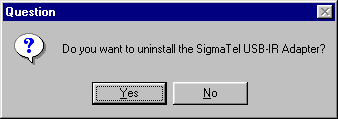 Question
Do you want to uninstall the SigmaTel USB-IR Adapter?
Yes No